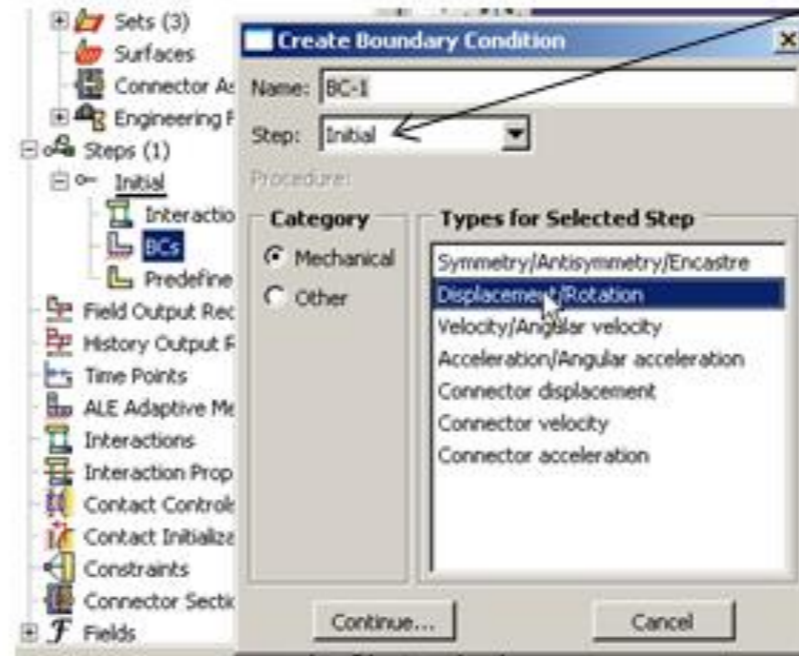 Sets (3)
Surfaces
Connector As
Engineering F
Steps (1)
Initial
Interactio
BCs
Predefine
Field Output Req
History Output R
Time Points
ALE Adaptive Me
Interactions
Interaction Prop
Contact Controls
Contact Initializa
Constraints
Connector Sectio
Fields
Create Boundary Condition
Name: BC-1
Step: Initial
Procedure:
Category
Mechanical
Other
Types for Selected Step
Symmetry/Antisymmetry/Encastre
Displacement/Rotation
Velocity/Angular velocity
Acceleration/Angular acceleration
Connector displacement
Connector velocity
Connector acceleration
Continue...
Cancel